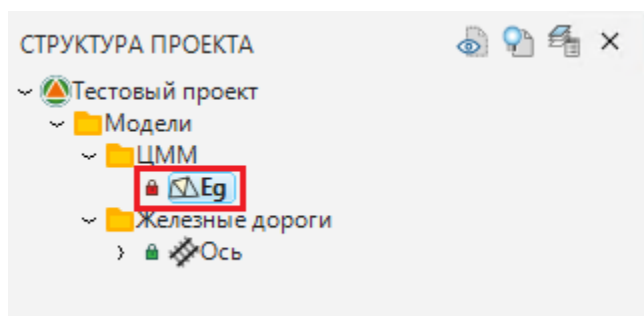 СТРУКТУРА ПРОЕКТА
Тестовый проект
Модели
ЦММ
Eg
Железные дороги
Ось